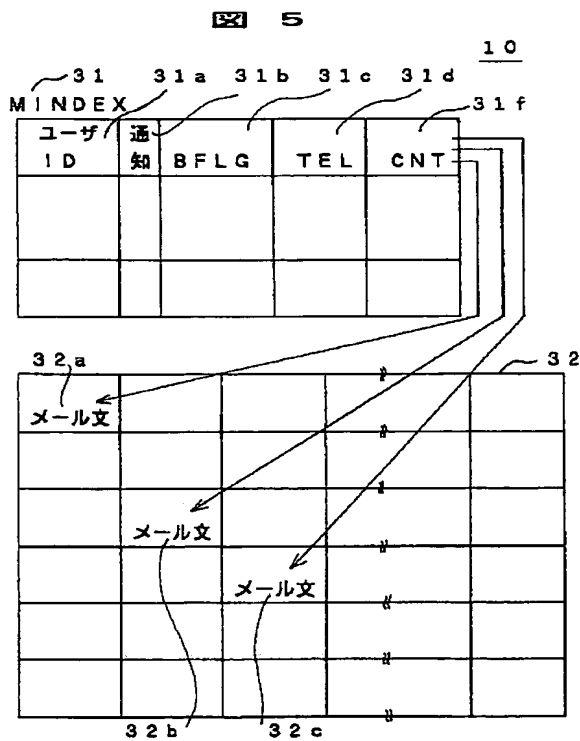 図 5
10
31 31a 31b 31c 31d 31f
MINDEX
ユーザ 通
ID 知 BFLG TEL CNT
32a 32
メール文
メール文
メール文
32b 32c